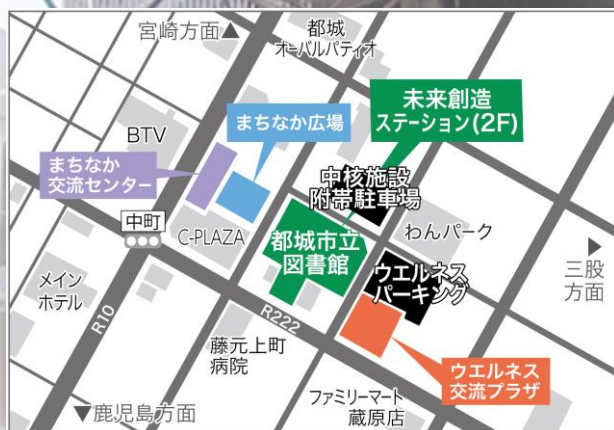 宮崎方面▲
都城
オーバルパティオ
未来創造
ステーション(2F)
まちなか広場
BTV
まちなか
交流センター
中核施設
附帯駐車場
中町
C-PLAZA
都城市立
図書館
わんパーク
▶
三股
方面
ウエルネス
パーキング
メイン
ホテル
R10
R222
藤元上町
病院
ウエルネス
交流プラザ
ファミリーマート
蔵原店
▼鹿児島方面